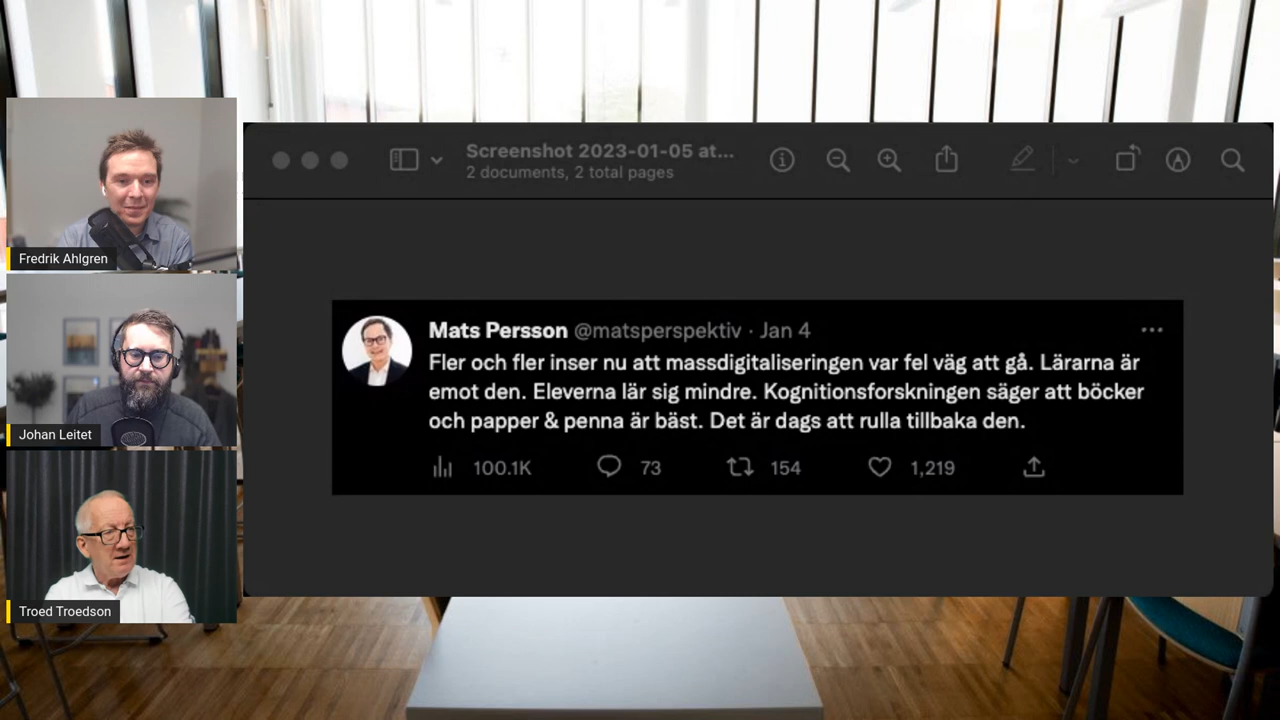 Fredrik Ahlgren
Johan Leitet
Troed Troedson
Screenshot 2023-01-05 at...
2 documents, 2 total pages
Mats Persson @matsperspektiv · Jan 4
Fler och fler inser nu att massdigitaliseringen var fel väg att gå. Lärarna är
emot den. Eleverna lär sig mindre. Kognitionsforskningen säger att böcker
och papper & penna är bäst. Det är dags att rulla tillbaka den.
100.1K 73 154 1,219